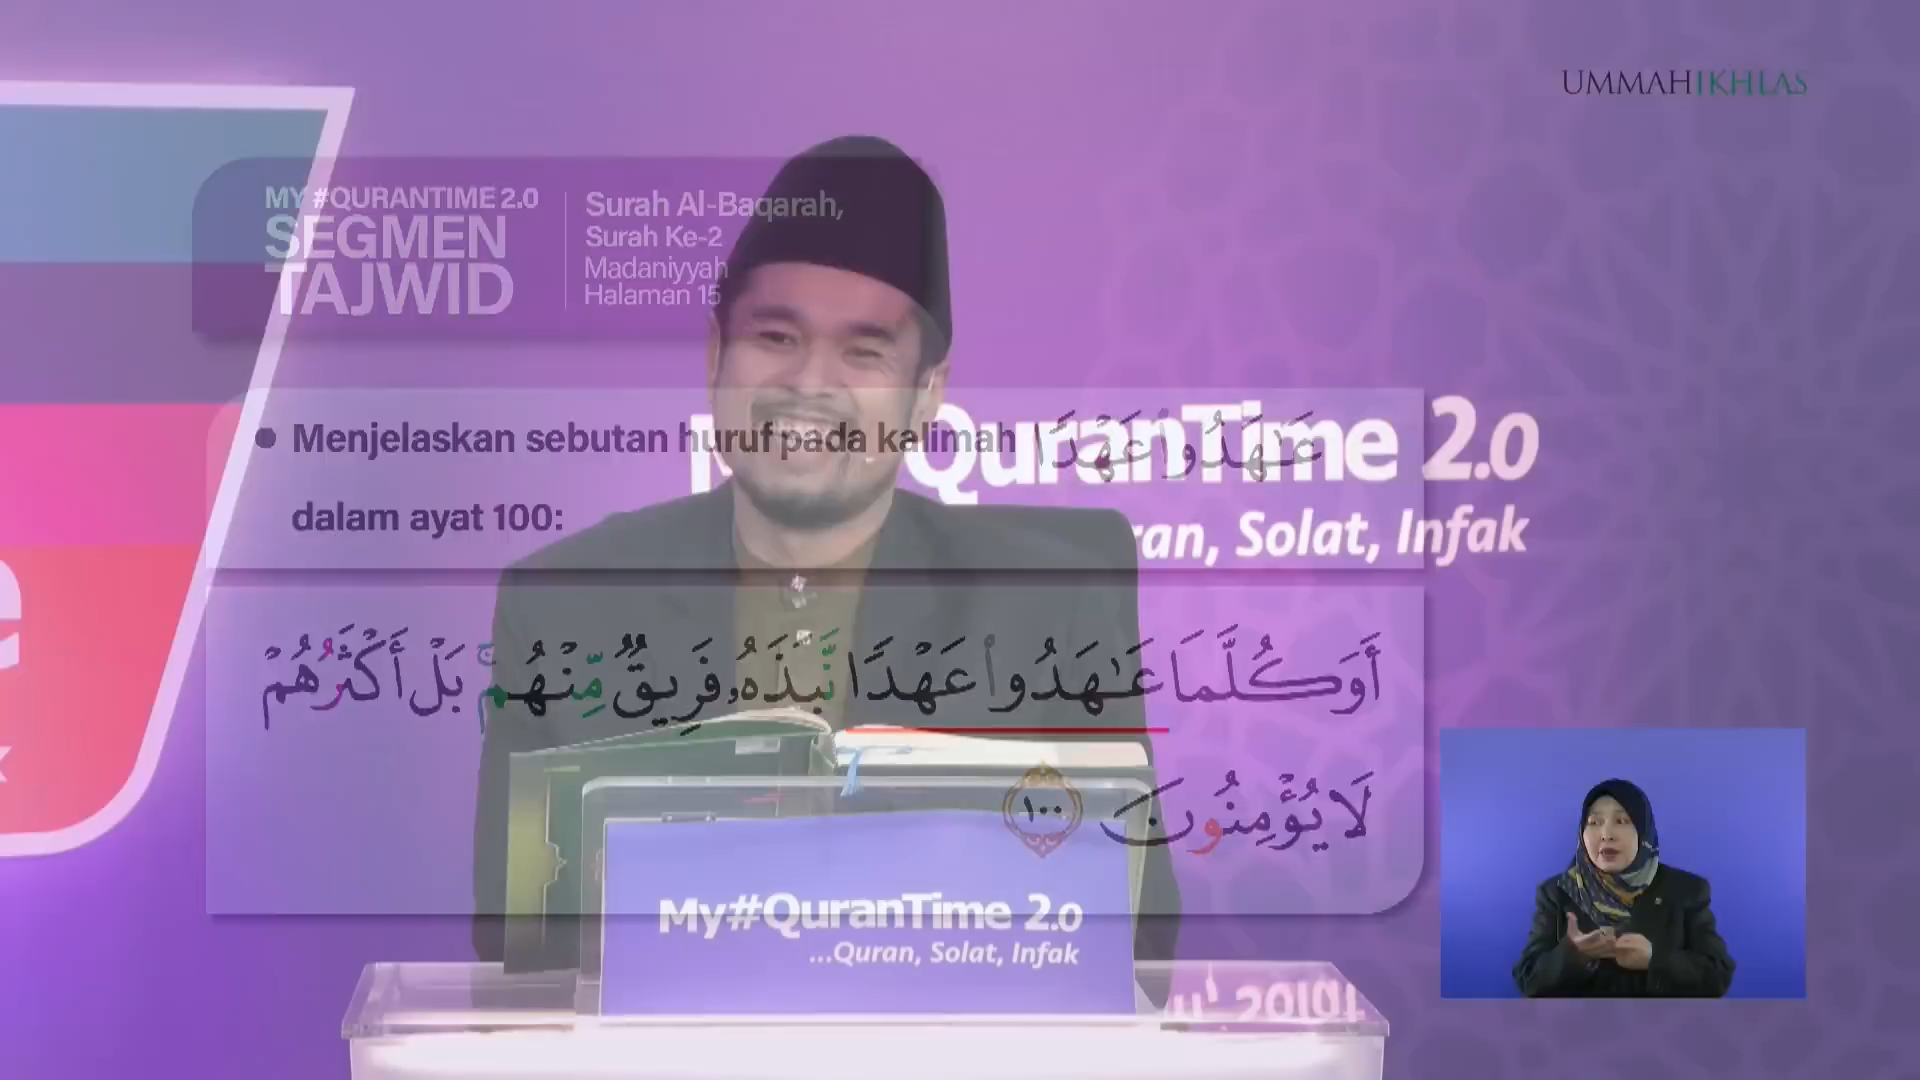 UMMAHIKHLAS
MY #QURANTIME 2.0
SEGMEN
TAJWID
Surah Al-Baqarah,
Surah Ke-2
Madaniyyah
Halaman 15
QuranTime 2.0
ran, Solat, Infak
• Menjelaskan sebutan huruf pada kalimah عَـٰهَدُوا۟ عَهْدًا
dalam ayat 100:
أَوَكُلَّمَا عَـٰهَدُوا۟ عَهْدًا نَّبَذَهُۥ فَرِيقٌ مِّنْهُم ۚ بَلْ أَكْثَرُهُمْ
لَا يُؤْمِنُونَ ١٠٠
My#QuranTime 2.0
...Quran, Solat, Infak